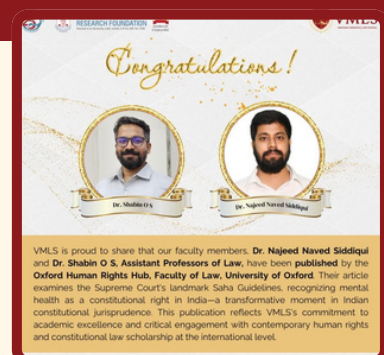 RESEARCH FOUNDATION
VMLS
Congratulations!
Dr. Shabin O S
Dr. Najeed Naved Siddiqui
VMLS is proud to share that our faculty members, Dr. Najeed Naved Siddiqui
and Dr. Shabin O S, Assistant Professors of Law, have been published by the
Oxford Human Rights Hub, Faculty of Law, University of Oxford. Their article
examines the Supreme Court's landmark Saha Guidelines, recognizing mental
health as a constitutional right in India—a transformative moment in Indian
constitutional jurisprudence. This publication reflects VMLS's commitment to
academic excellence and critical engagement with contemporary human rights
and constitutional law scholarship at the international level.